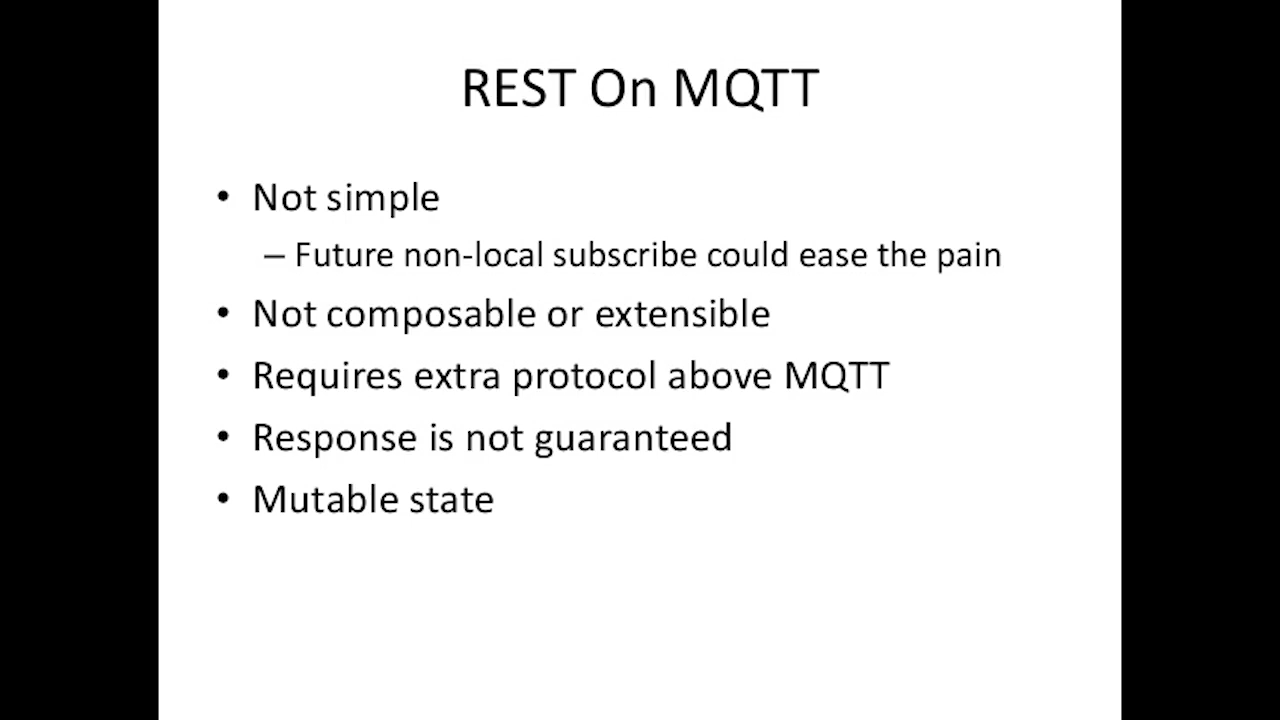 REST On MQTT
• Not simple
– Future non-local subscribe could ease the pain
• Not composable or extensible
• Requires extra protocol above MQTT
• Response is not guaranteed
• Mutable state